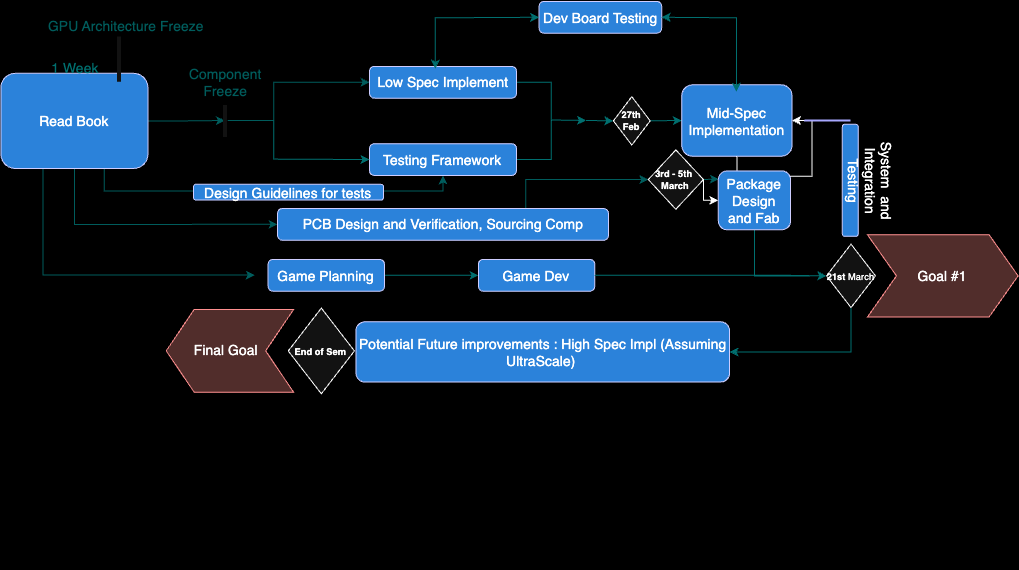 GPU Architecture Freeze
1 Week
Read Book
Component
Freeze
Dev Board Testing
Low Spec Implement
Testing Framework
Design Guidelines for tests
PCB Design and Verification, Sourcing Comp
Game Planning
Game Dev
27th
Feb
Mid-Spec
Implementation
3rd - 5th
March
Package
Design
and Fab
Testing
System and
Integration
21st March
Goal #1
Final Goal
End of Sem
Potential Future improvements : High Spec Impl (Assuming
UltraScale)